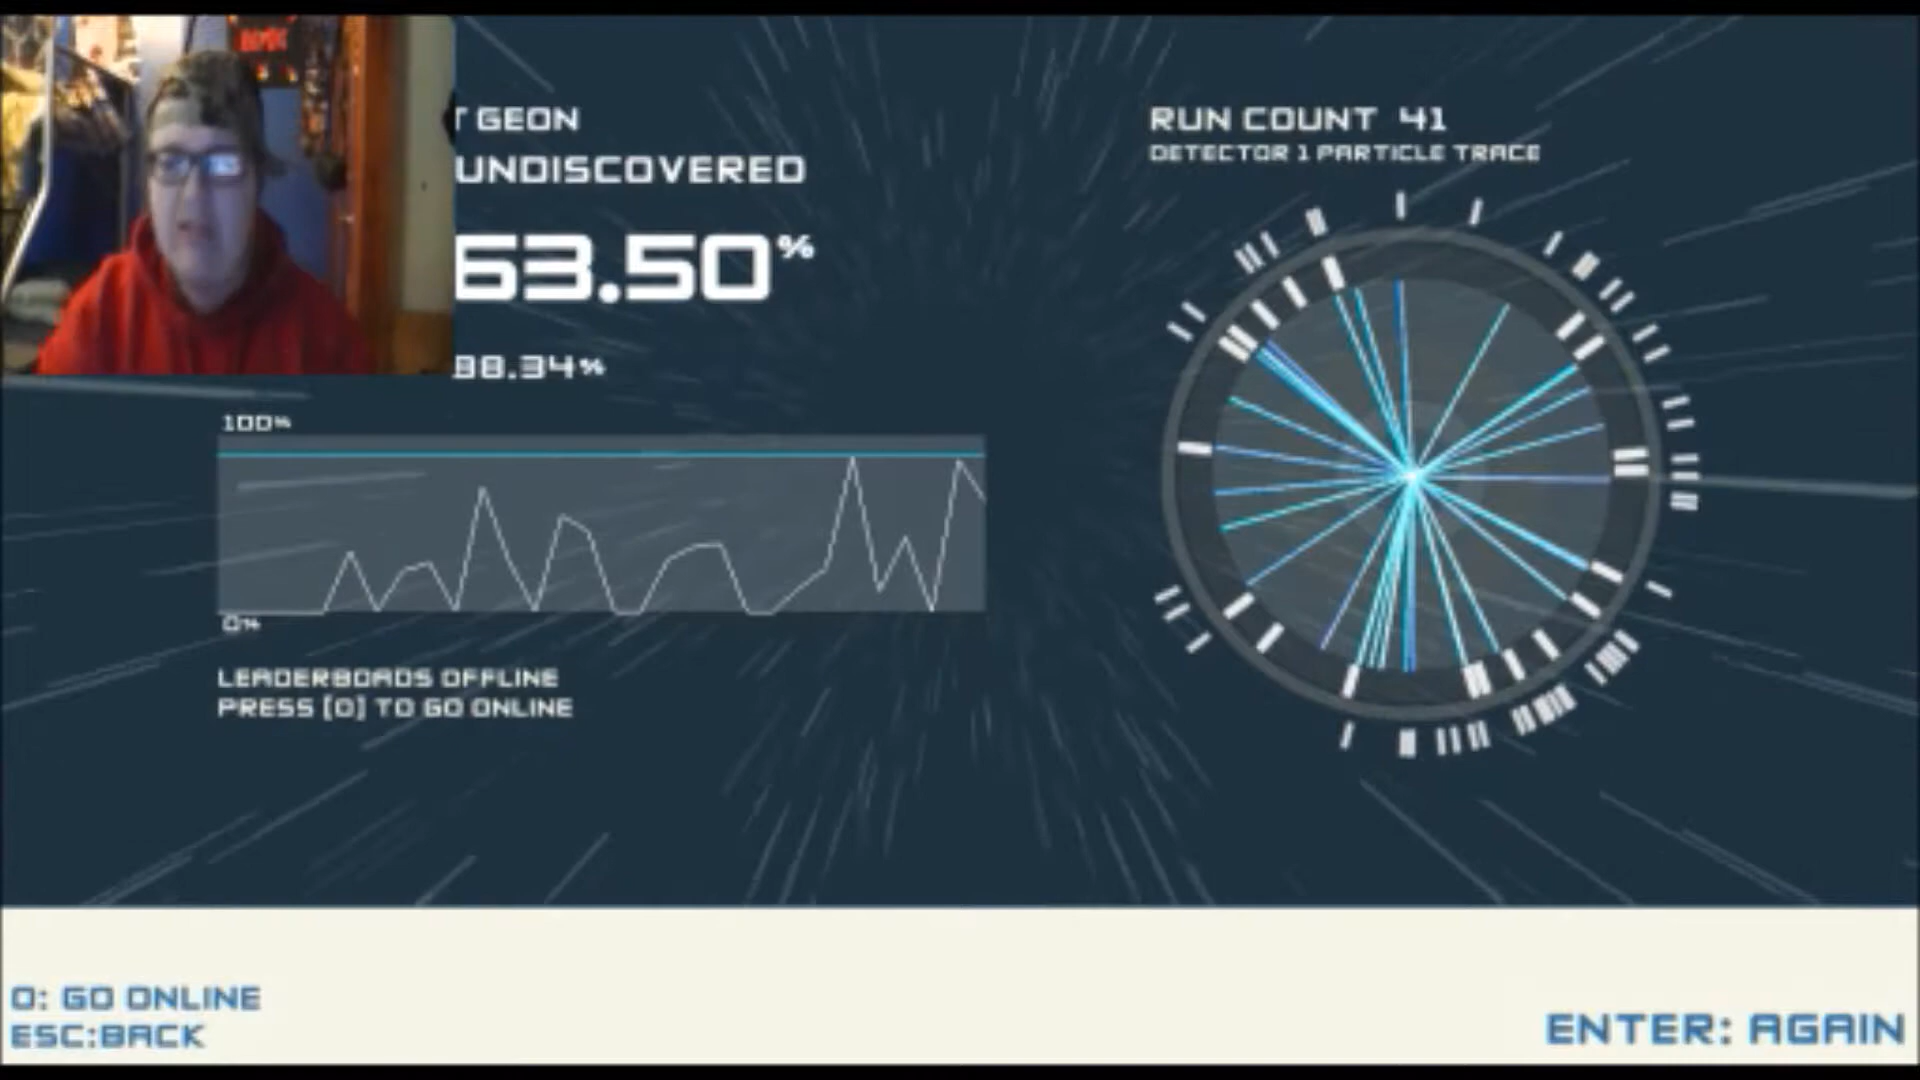 T GEON
UNDISCOVERED
63.50%
88.34%
100%
0%
LEADERBOARDS OFFLINE
PRESS [O] TO GO ONLINE
RUN COUNT 41
DETECTOR 1 PARTICLE TRACE
O: GO ONLINE
ESC:BACK
ENTER: AGAIN